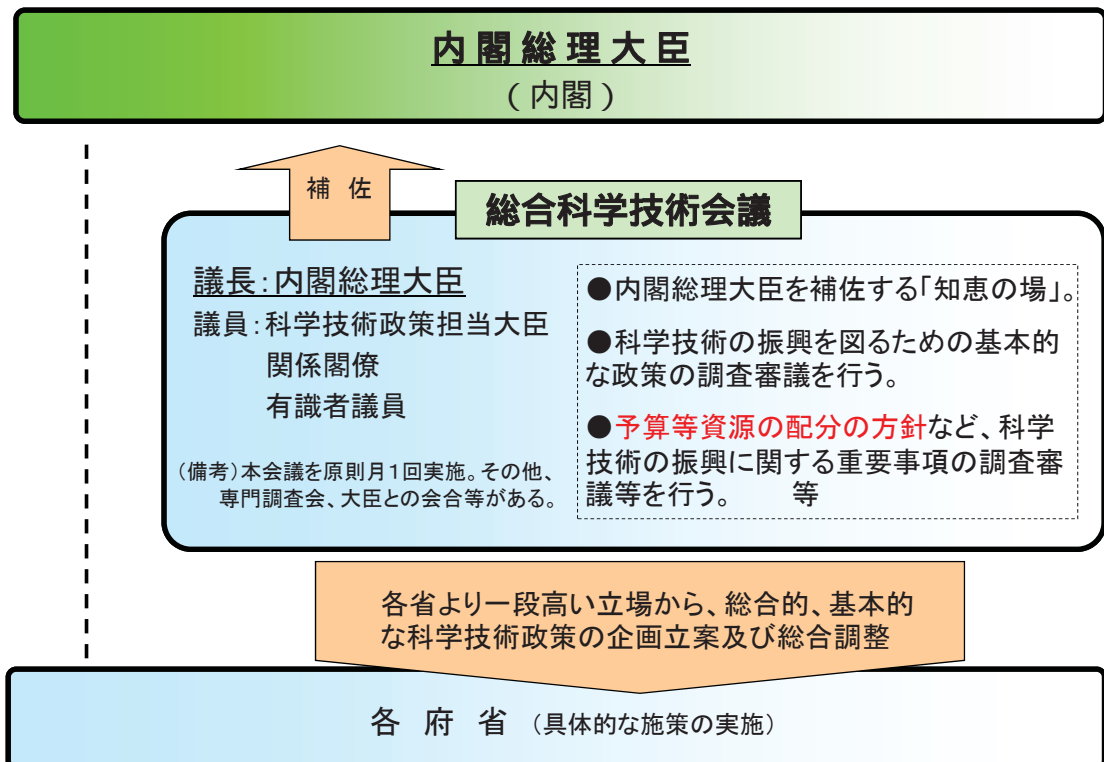 内閣総理大臣
(内閣)
補 佐
総合科学技術会議
議長:内閣総理大臣
議員:科学技術政策担当大臣
関係閣僚
有識者議員
(備考)本会議を原則月1回実施。その他、
専門調査会、大臣との会合等がある。
●内閣総理大臣を補佐する「知恵の場」。
●科学技術の振興を図るための基本的
な政策の調査審議を行う。
●予算等資源の配分の方針など、科学
技術の振興に関する重要事項の調査審
議等を行う。 等
各省より一段高い立場から、総合的、基本的
な科学技術政策の企画立案及び総合調整
各 府 省 (具体的な施策の実施)